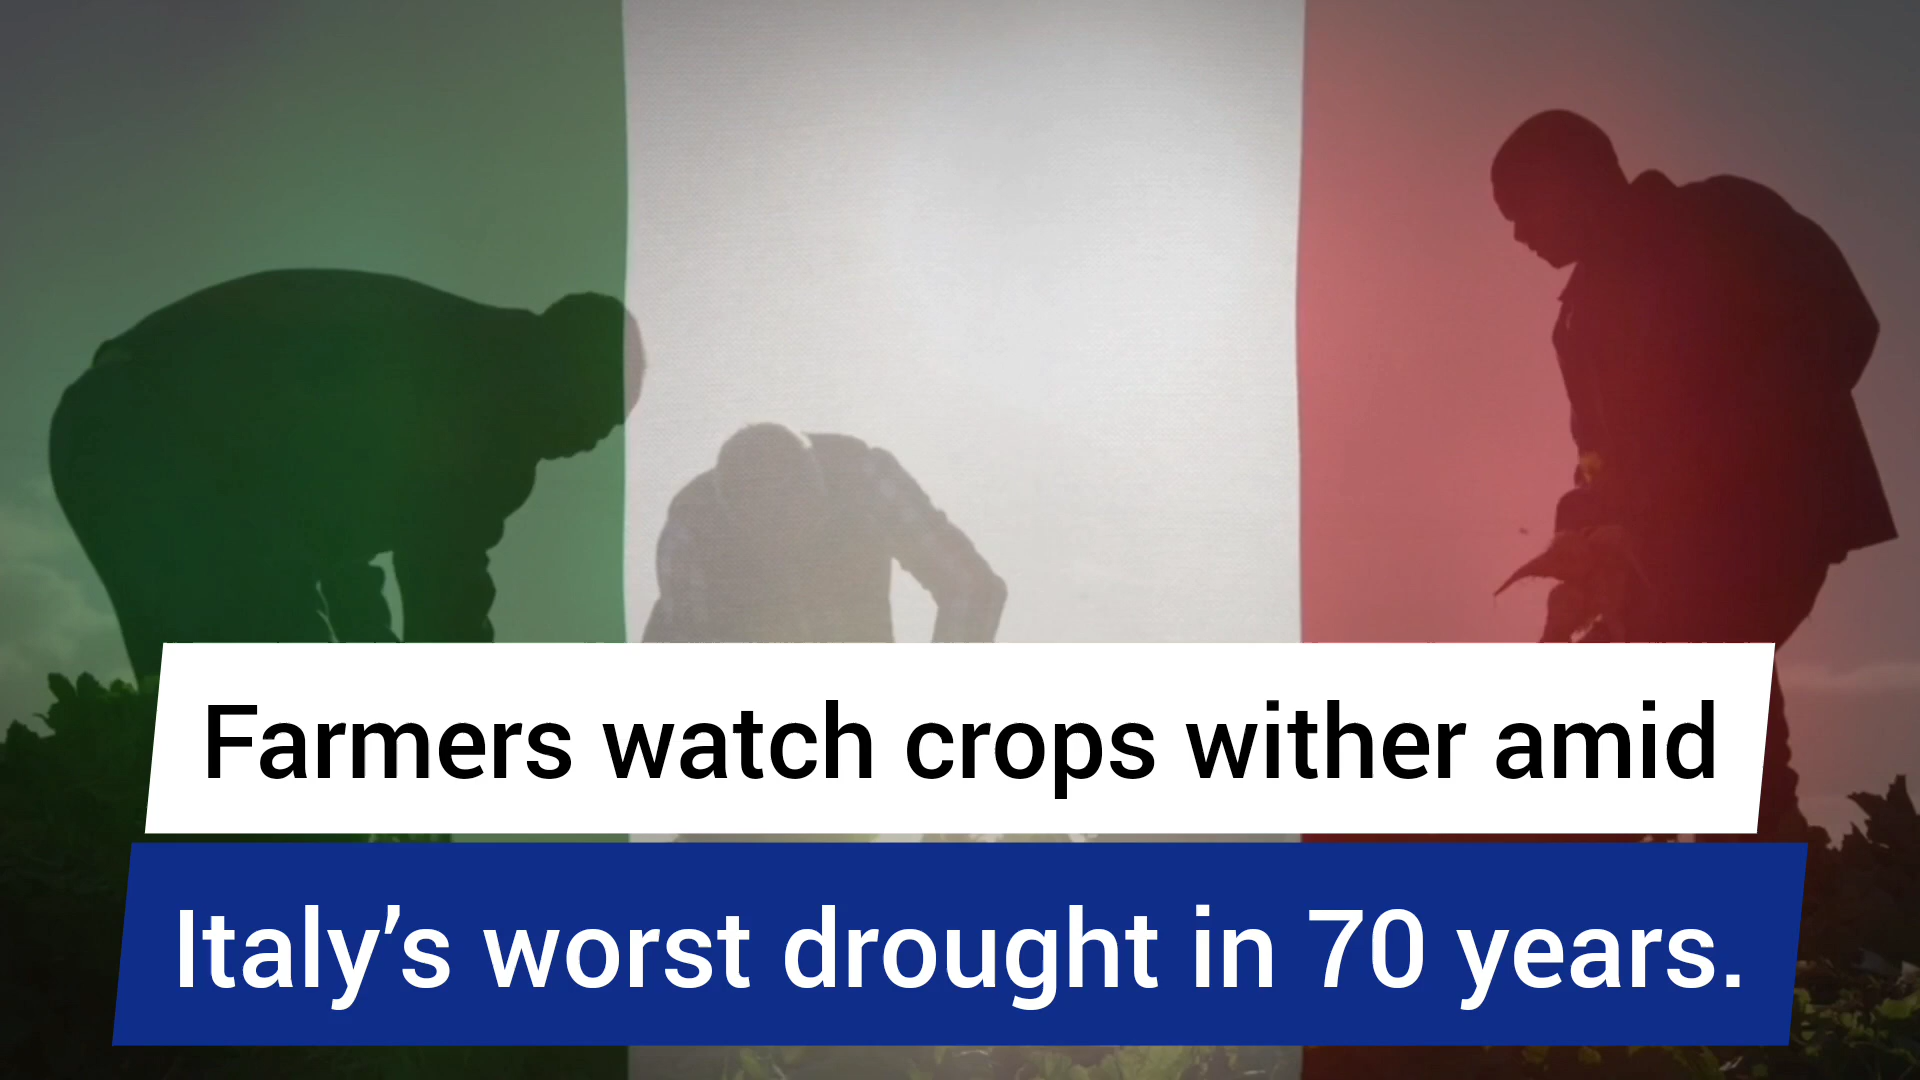 Farmers watch crops wither amid
Italy’s worst drought in 70 years.